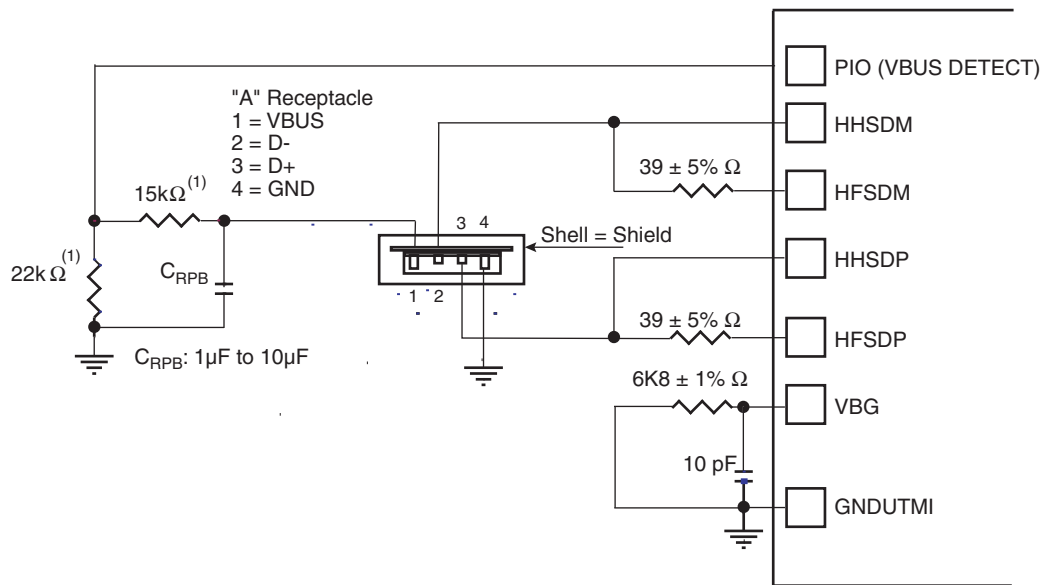 PIO (VBUS DETECT)
"A" Receptacle
1 = VBUS
2 = D-
3 = D+
4 = GND
HHSDM
39 ± 5% Ω
HFSDM
15kΩ(1)
3 4
Shell = Shield
HHSDP
22kΩ(1)
CRPB
1 2
39 ± 5% Ω
HFSDP
CRPB: 1µF to 10µF
6K8 ± 1% Ω
VBG
10 pF
GNDUTMI